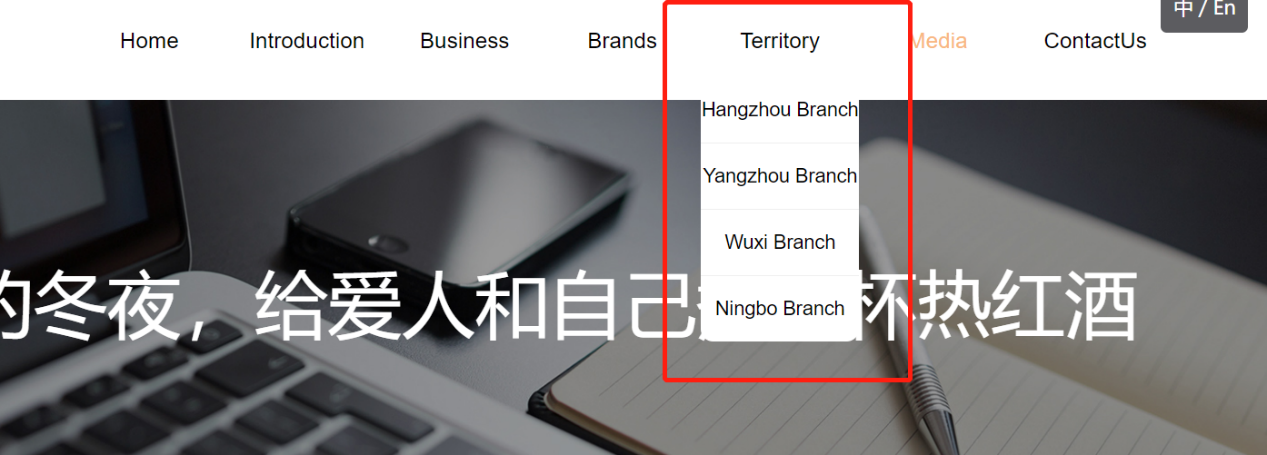 中 / En
Home Introduction Business Brands Territory Media ContactUs
Hangzhou Branch
Yangzhou Branch
Wuxi Branch
Ningbo Branch
的冬夜，给爱人和自己 杯热红酒